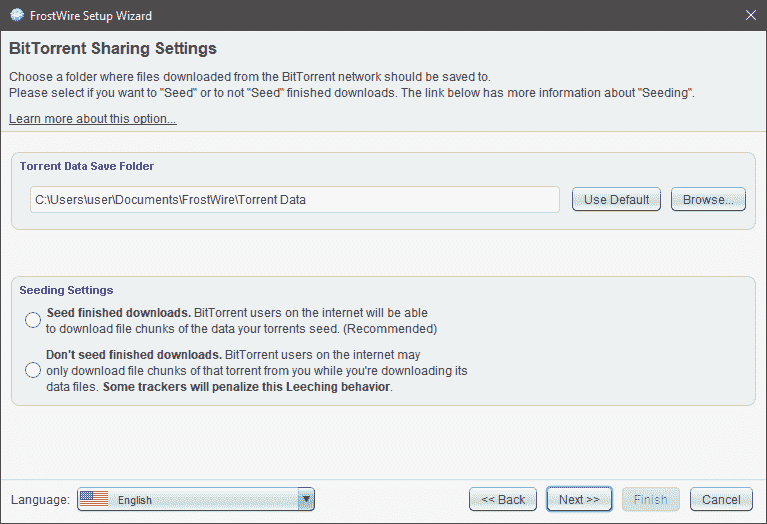 FrostWire Setup Wizard
BitTorrent Sharing Settings
Choose a folder where files downloaded from the BitTorrent network should be saved to.
Please select if you want to "Seed" or to not "Seed" finished downloads. The link below has more information about "Seeding".
Learn more about this option...
Torrent Data Save Folder
C:\Users\user\Documents\FrostWire\Torrent Data
Use Default
Browse...
Seeding Settings
Seed finished downloads. BitTorrent users on the internet will be able
to download file chunks of the data your torrents seed. (Recommended)
Don't seed finished downloads. BitTorrent users on the internet may
only download file chunks of that torrent from you while you're downloading its
data files. Some trackers will penalize this Leeching behavior.
Language:
English
<< Back
Next >>
Finish
Cancel